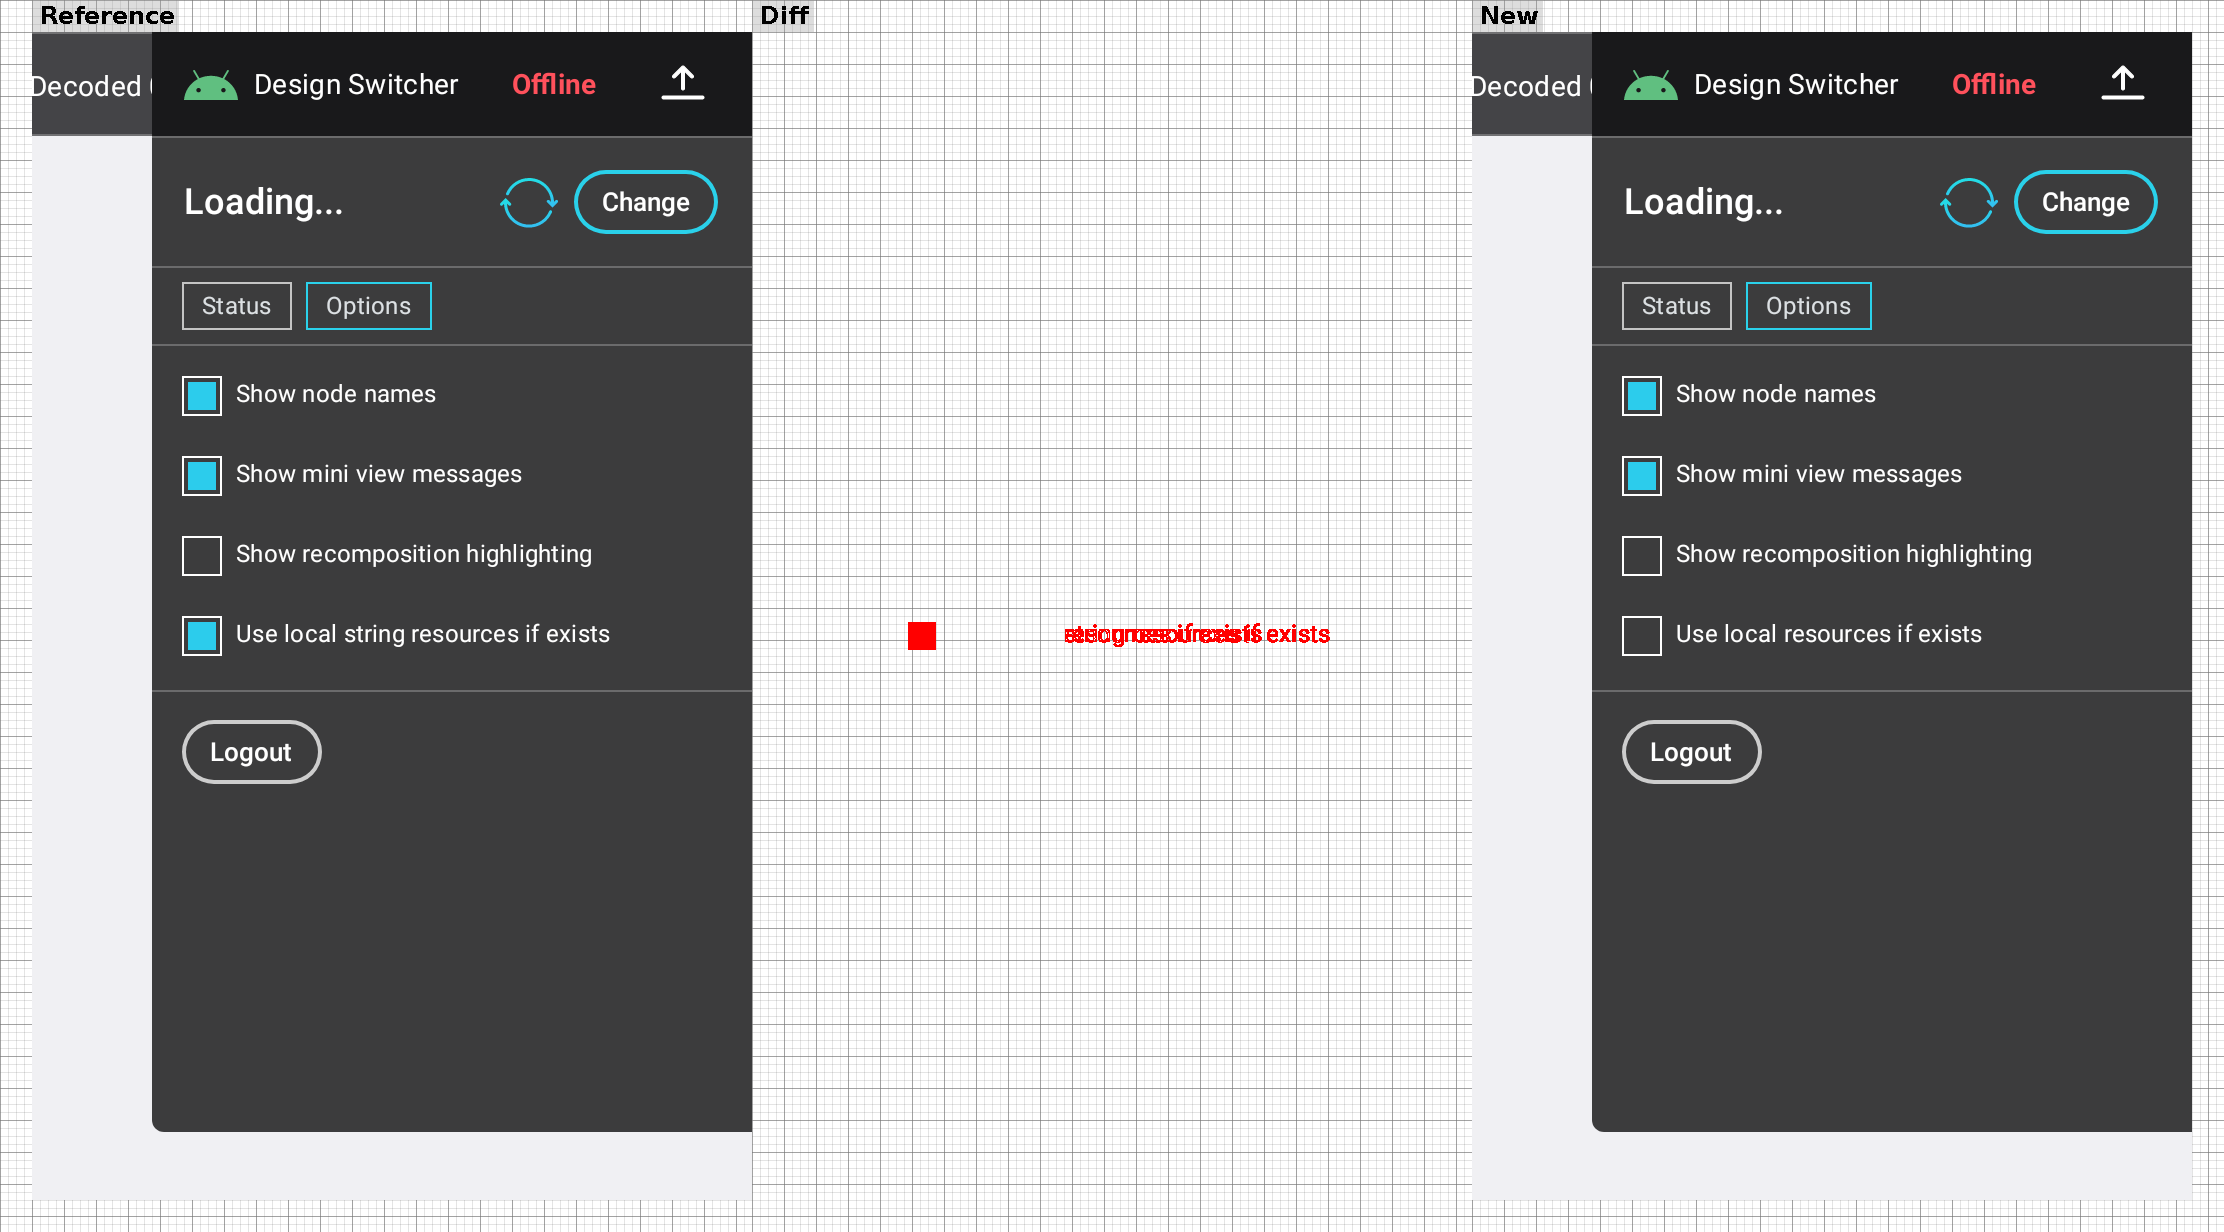 Reference
Decoded
Design Switcher
Offline
Loading...
Change
Status
Options
Show node names
Show mini view messages
Show recomposition highlighting
Use local string resources if exists
Logout
Diff
exists
New
Decoded
Design Switcher
Offline
Loading...
Change
Status
Options
Show node names
Show mini view messages
Show recomposition highlighting
Use local resources if exists
Logout